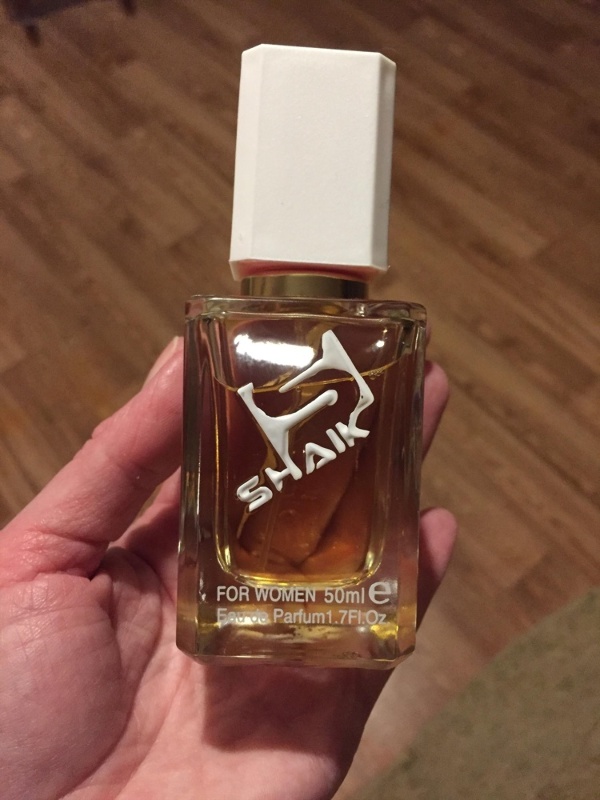 SHAIK
FOR WOMEN 50ml e
Eau de Parfum1.7Fl.Oz